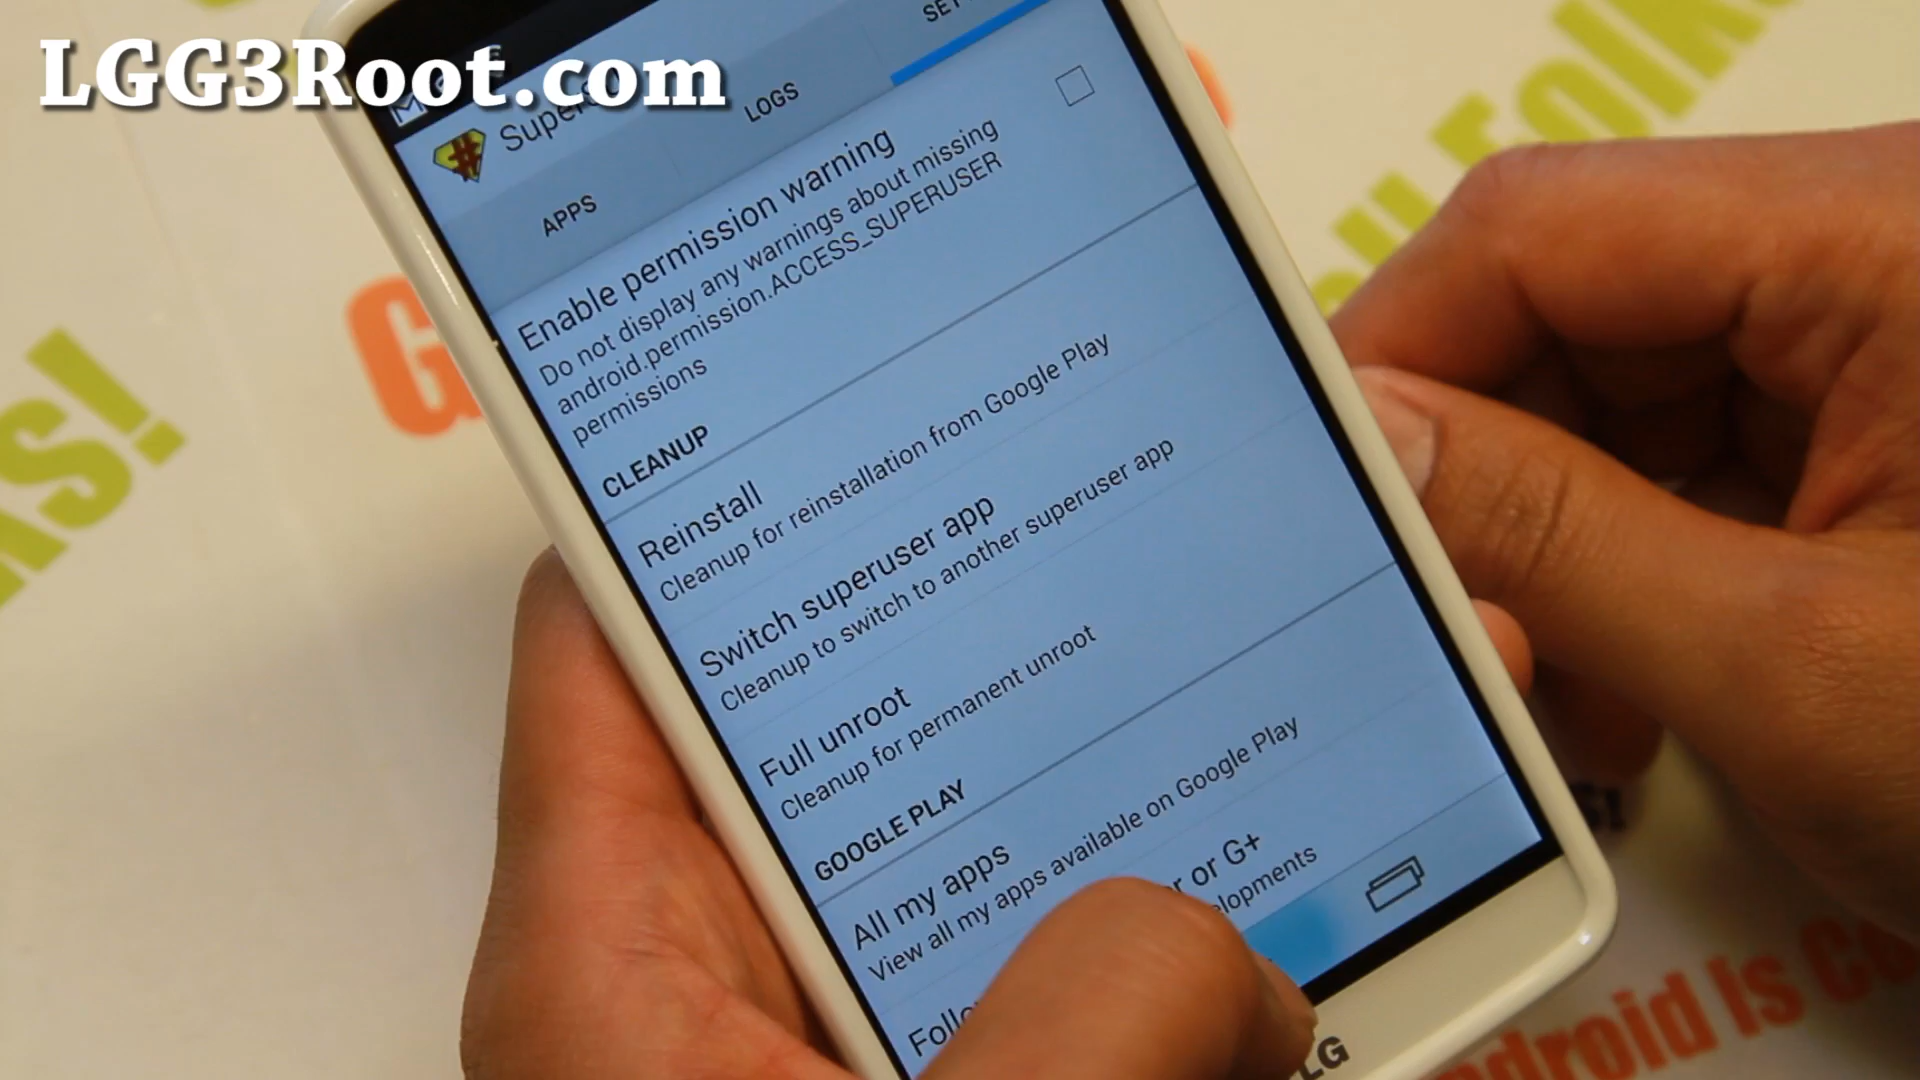 LGG3Root.com
LOGS
APPS
Enable permission warning
Do not display any warnings about missing
android.permission.ACCESS_SUPERUSER
permissions
CLEANUP
Reinstall
Cleanup for reinstallation from Google Play
Switch superuser app
Cleanup to switch to another superuser app
Full unroot
Cleanup for permanent unroot
GOOGLE PLAY
All my apps
View all my apps available on Google Play
or G+
LG
Android Is